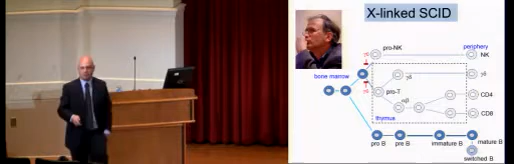 X-linked SCID
periphery
pro-NK
NK
bone marrow
γδ
γδ
pro-T
αβ
CD4
CD8
thymus
pro B
pre B
immature B
mature B
switched B